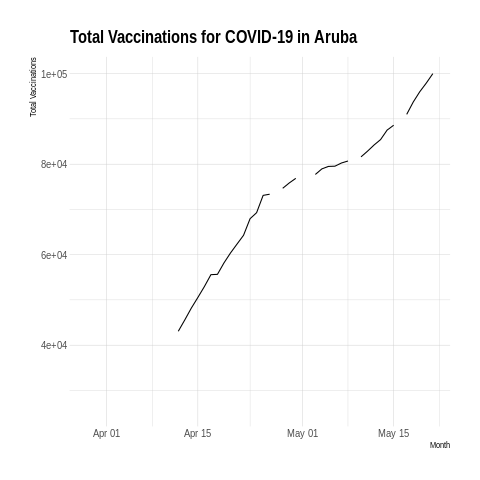 Total Vaccinations for COVID-19 in Aruba
Total Vaccinations
1e+05
8e+04
6e+04
4e+04
Apr 01 Apr 15 May 01 May 15
Month